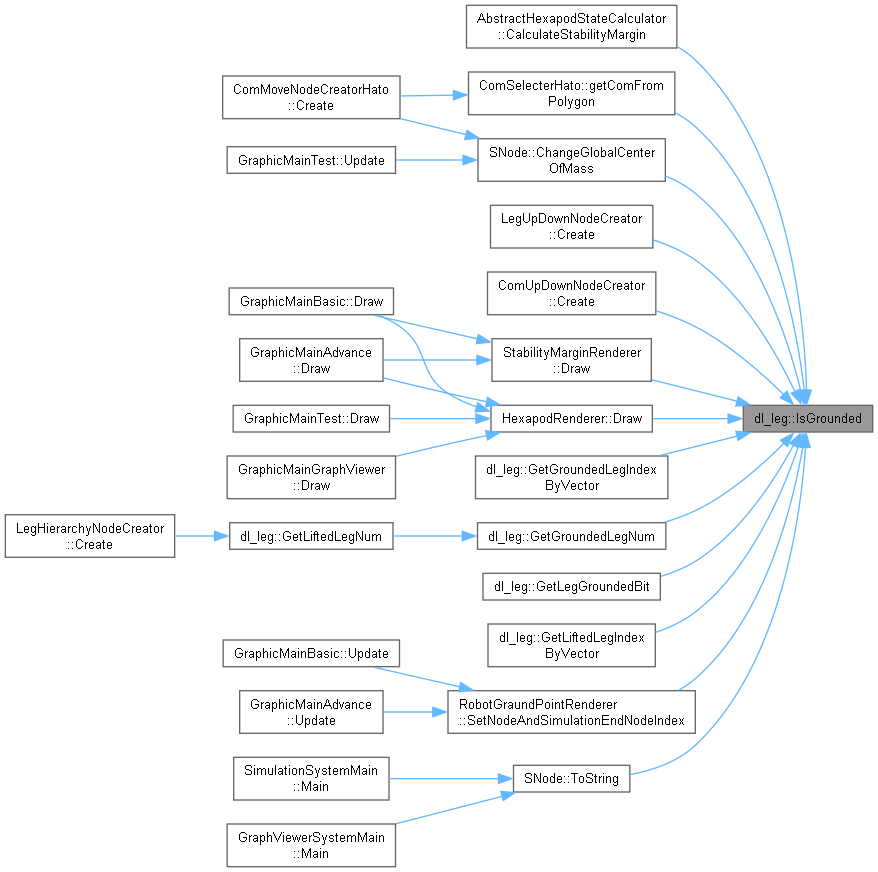 AbstractHexapodStateCalculator
::CalculateStabilityMargin
ComMoveNodeCreatorHato
::Create
ComSelecterHato::getComFrom
Polygon
GraphicMainTest::Update
SNode::ChangeGlobalCenter
OfMass
LegUpDownNodeCreator
::Create
ComUpDownNodeCreator
::Create
GraphicMainBasic::Draw
GraphicMainAdvance
::Draw
StabilityMarginRenderer
::Draw
GraphicMainTest::Draw
HexapodRenderer::Draw
dl_leg::IsGrounded
GraphicMainGraphViewer
::Draw
dl_leg::GetGroundedLegIndex
ByVector
LegHierarchyNodeCreator
::Create
dl_leg::GetLiftedLegNum
dl_leg::GetGroundedLegNum
dl_leg::GetLegGroundedBit
dl_leg::GetLiftedLegIndex
ByVector
GraphicMainBasic::Update
GraphicMainAdvance
::Update
RobotGraundPointRenderer
::SetNodeAndSimulationEndNodeIndex
SimulationSystemMain
::Main
SNode::ToString
GraphViewerSystemMain
::Main